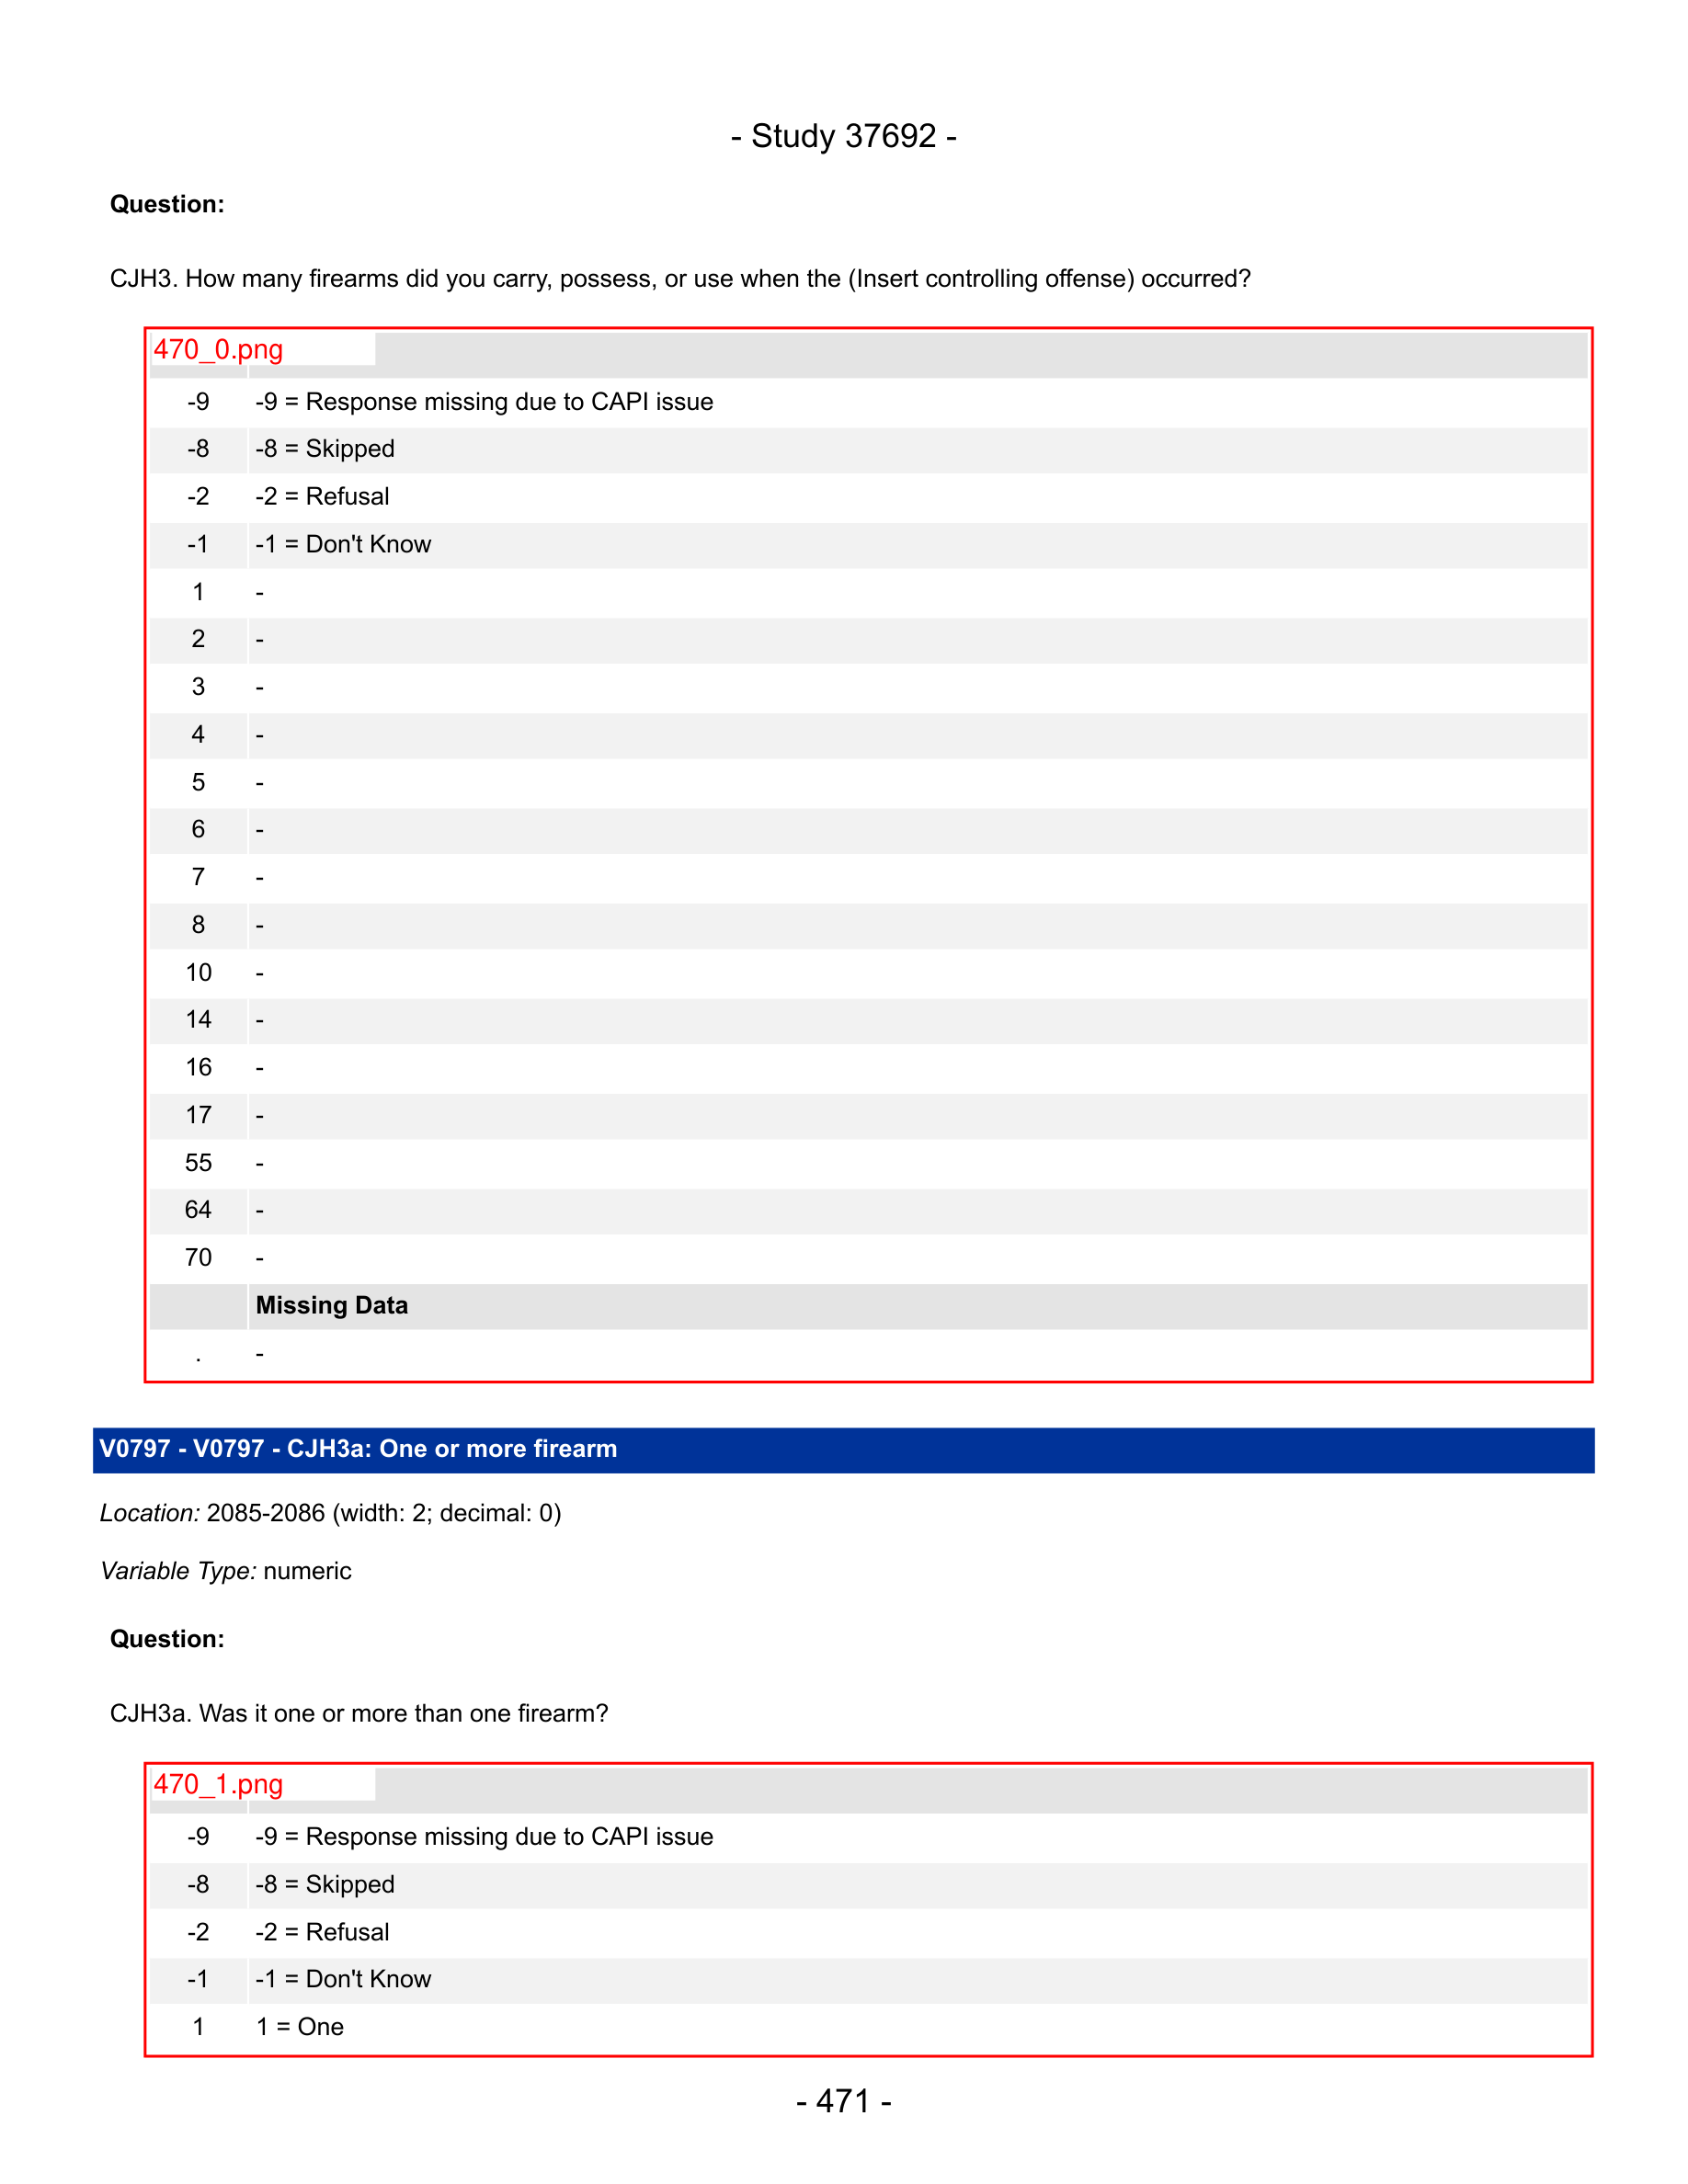 - Study 37692 -
Question:
CJH3. How many firearms did you carry, possess, or use when the (Insert controlling offense) occurred?
470_0.png
-9 -9 = Response missing due to CAPI issue
-8 -8 = Skipped
-2 -2 = Refusal
-1 -1 = Don't Know
1 -
2 -
3 -
4 -
5 -
6 -
7 -
8 -
10 -
14 -
16 -
17 -
55 -
64 -
70 -
Missing Data
. -
V0797 - V0797 - CJH3a: One or more firearm
Location: 2085-2086 (width: 2; decimal: 0)
Variable Type: numeric
Question:
CJH3a. Was it one or more than one firearm?
470_1.png
-9 -9 = Response missing due to CAPI issue
-8 -8 = Skipped
-2 -2 = Refusal
-1 -1 = Don't Know
1 1 = One
- 471 -